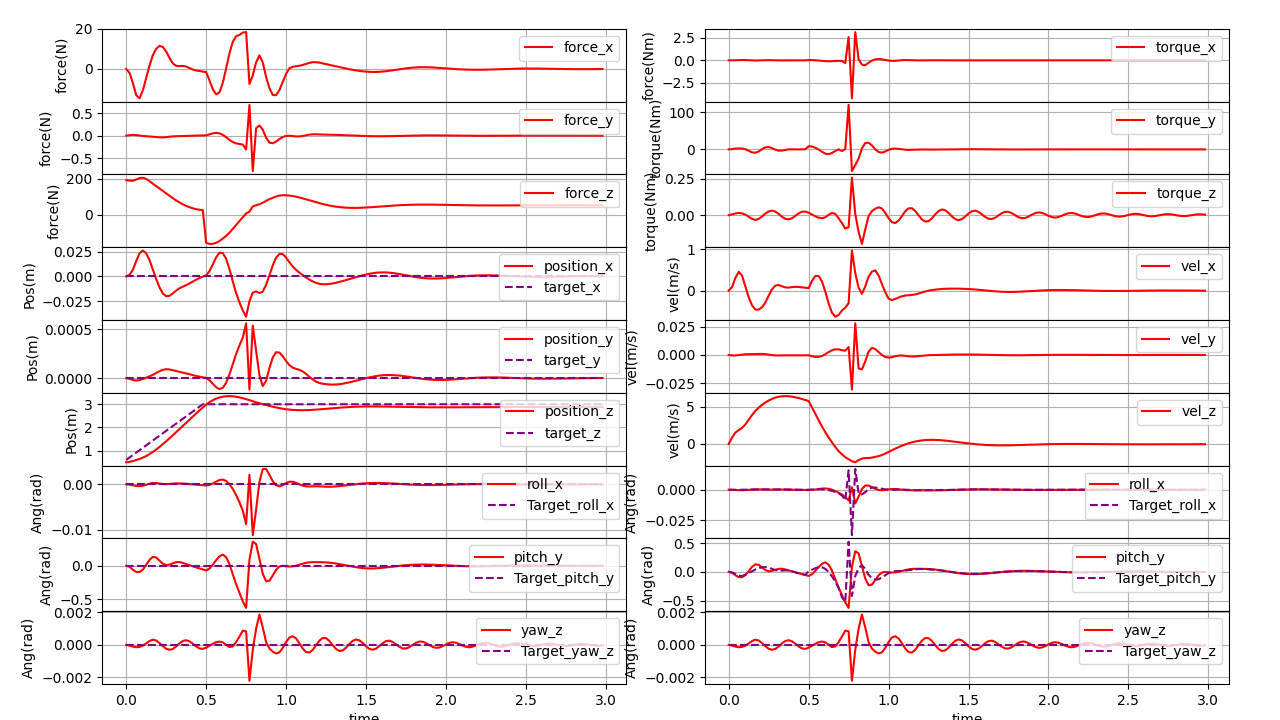 20
0
force(N)
force_x
0.5
0.0
−0.5
force(N)
force_y
200
0
force(N)
force_z
0.025
0.000
−0.025
Pos(m)
position_x
target_x
0.0005
0.0000
Pos(m)
position_y
target_y
3
2
1
Pos(m)
position_z
target_z
0.00
−0.01
Ang(rad)
roll_x
Target_roll_x
0.0
−0.5
Ang(rad)
pitch_y
Target_pitch_y
0.002
0.000
−0.002
Ang(rad)
yaw_z
Target_yaw_z
0.0 0.5 1.0 1.5 2.0 2.5 3.0
time
2.5
0.0
−2.5
force(Nm)
torque_x
100
0
torque(Nm)
torque_y
0.25
0.00
torque(Nm)
torque_z
1
0
vel(m/s)
vel_x
0.025
0.000
−0.025
vel(m/s)
vel_y
5
0
vel(m/s)
vel_z
0.000
−0.025
Ang(rad)
roll_x
Target_roll_x
0.5
0.0
−0.5
Ang(rad)
pitch_y
Target_pitch_y
0.002
0.000
−0.002
Ang(rad)
yaw_z
Target_yaw_z
0.0 0.5 1.0 1.5 2.0 2.5 3.0
time